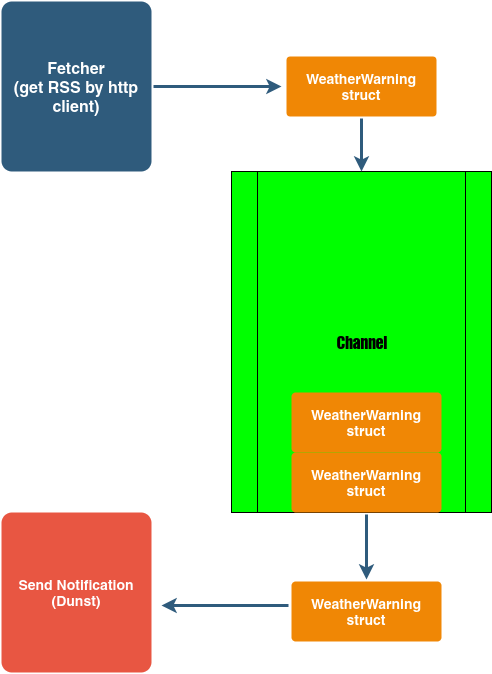 Fetcher
(get RSS by http
client)
WeatherWarning
struct
Channel
WeatherWarning
struct
WeatherWarning
struct
Send Notification
(Dunst)
WeatherWarning
struct